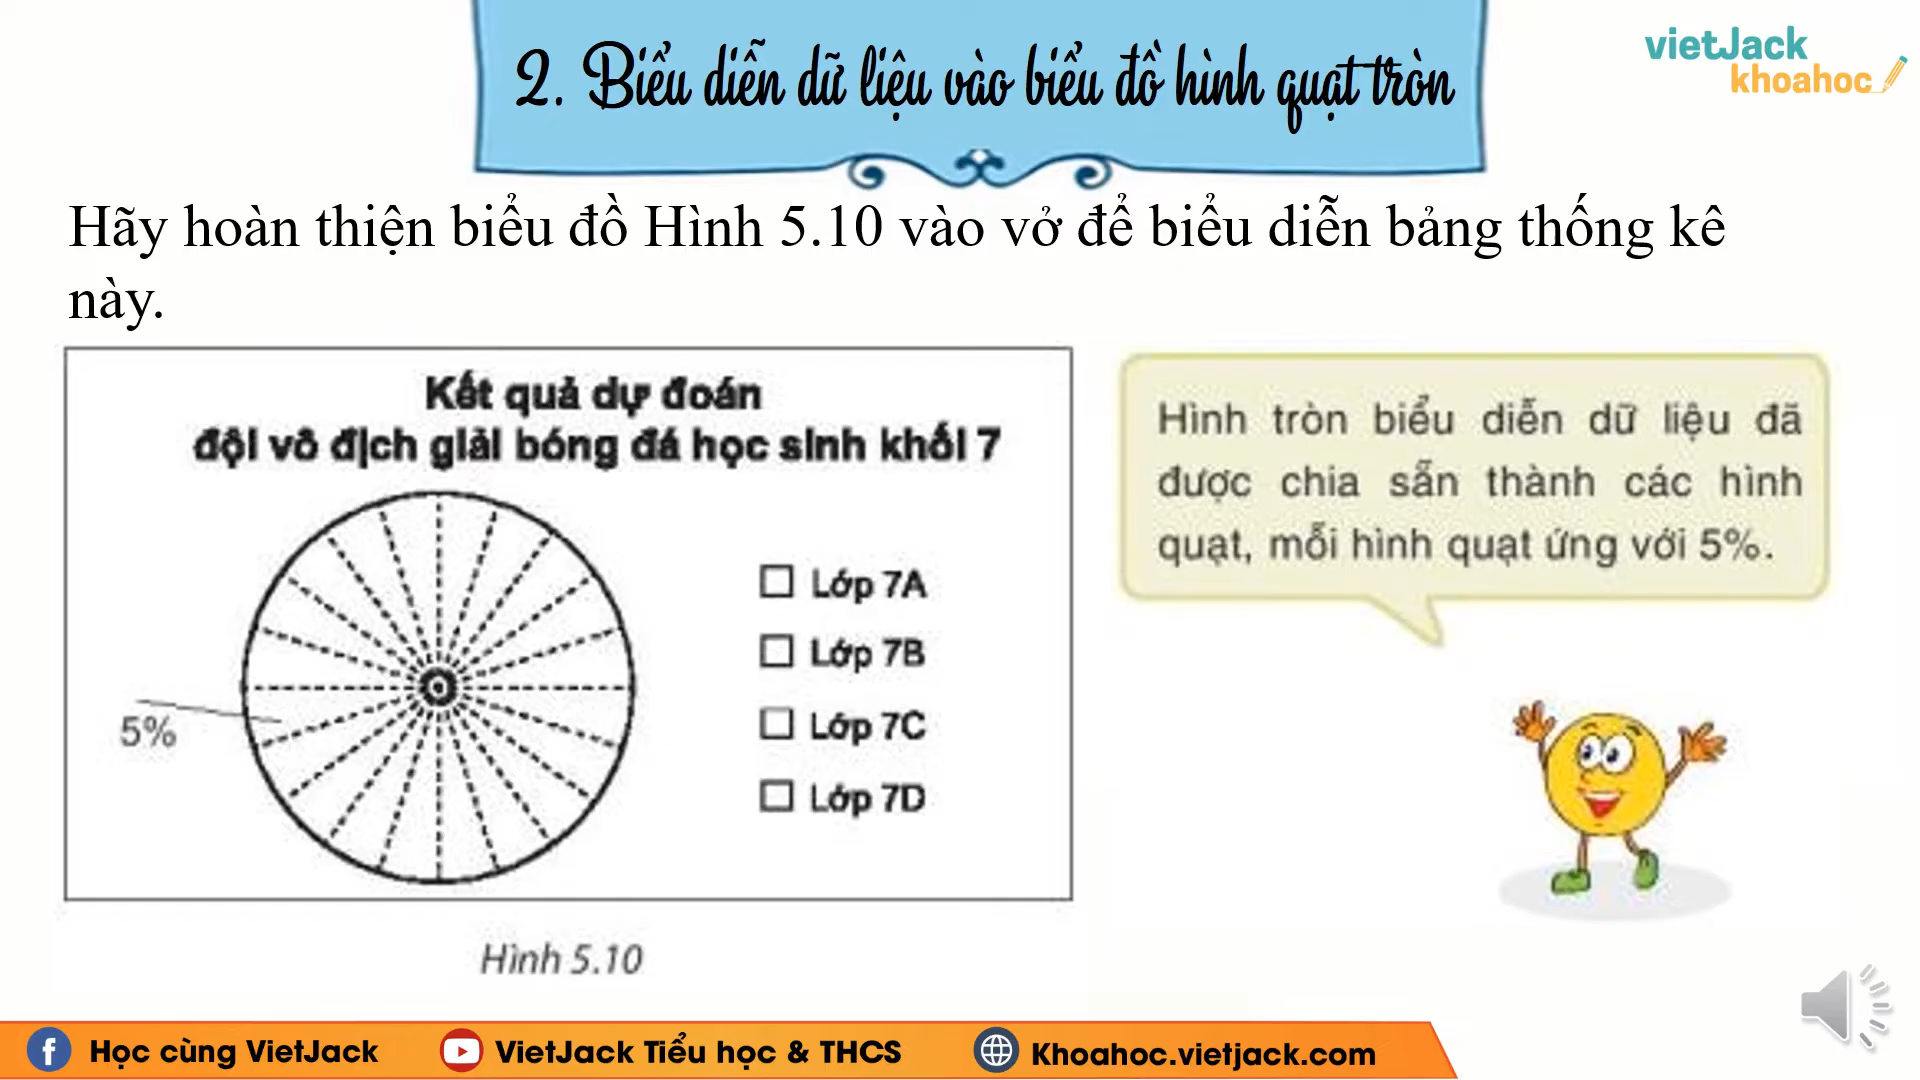 2. Biểu diễn dữ liệu vào biểu đồ hình quạt tròn
vietJack
khoahoc
Hãy hoàn thiện biểu đồ Hình 5.10 vào vở để biểu diễn bảng thống kê
này.
Kết quả dự đoán
đội vô địch giải bóng đá học sinh khối 7
5%
Lớp 7A
Lớp 7B
Lớp 7C
Lớp 7D
Hình 5.10
Hình tròn biểu diễn dữ liệu đã
được chia sẵn thành các hình
quạt, mỗi hình quạt ứng với 5%.
Học cùng VietJack
VietJack Tiểu học & THCS
Khoahoc.vietjack.com